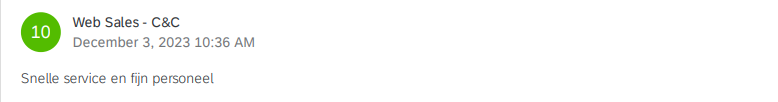 10
Web Sales - C&C
December 3, 2023 10:36 AM
Snelle service en fijn personeel